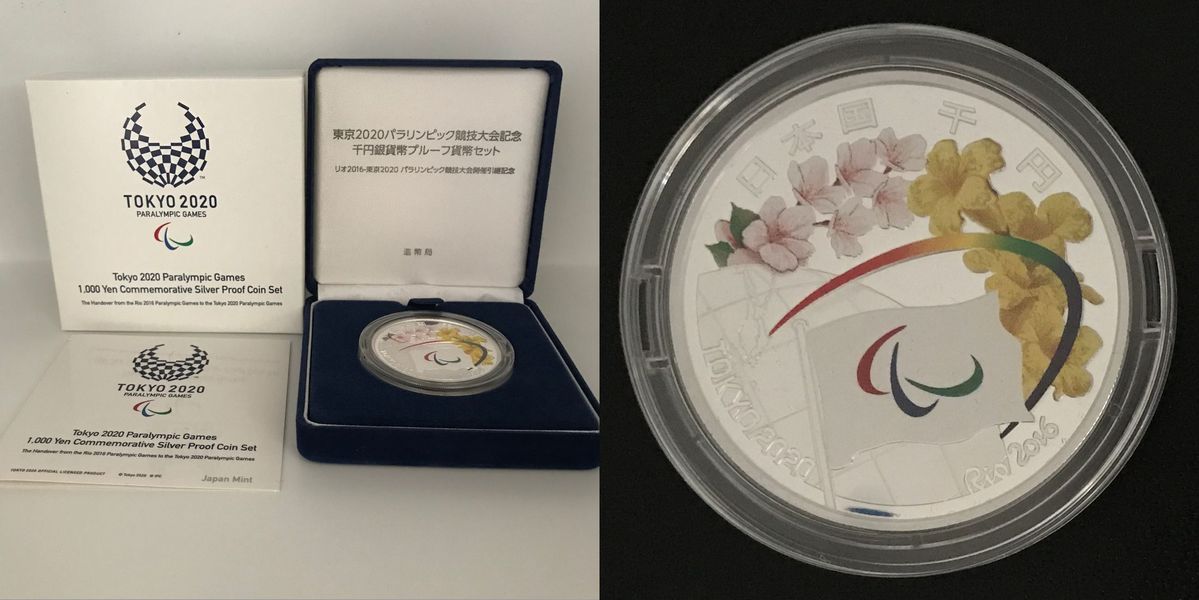 TOKYO 2020
PARALYMPIC GAMES
Tokyo 2020 Paralympic Games
1,000 Yen Commemorative Silver Proof Coin Set
The Handover from the Rio 2016 Paralympic Games to the Tokyo 2020 Paralympic Games
東京2020パラリンピック競技大会記念
千円銀貨幣プルーフ貨幣セット
リオ2016-東京2020 パラリンピック競技大会開催引継記念
造幣局
TOKYO 2020
PARALYMPIC GAMES
Tokyo 2020 Paralympic Games
1,000 Yen Commemorative Silver Proof Coin Set
The Handover from the Rio 2016 Paralympic Games to the Tokyo 2020 Paralympic Games
TOKYO 2020 OFFICIAL LICENSED PRODUCT © Tokyo 2020 © IPC
Japan Mint
日本国千円
TOKYO2020
Rio2016